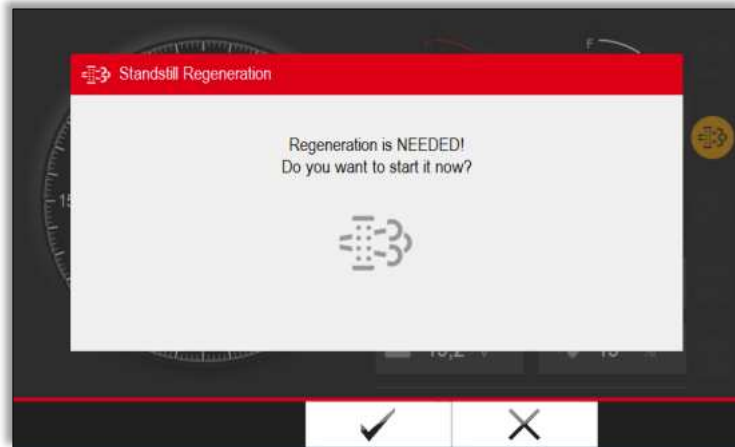 F
Standstill Regeneration
Regeneration is NEEDED!
Do you want to start it now?